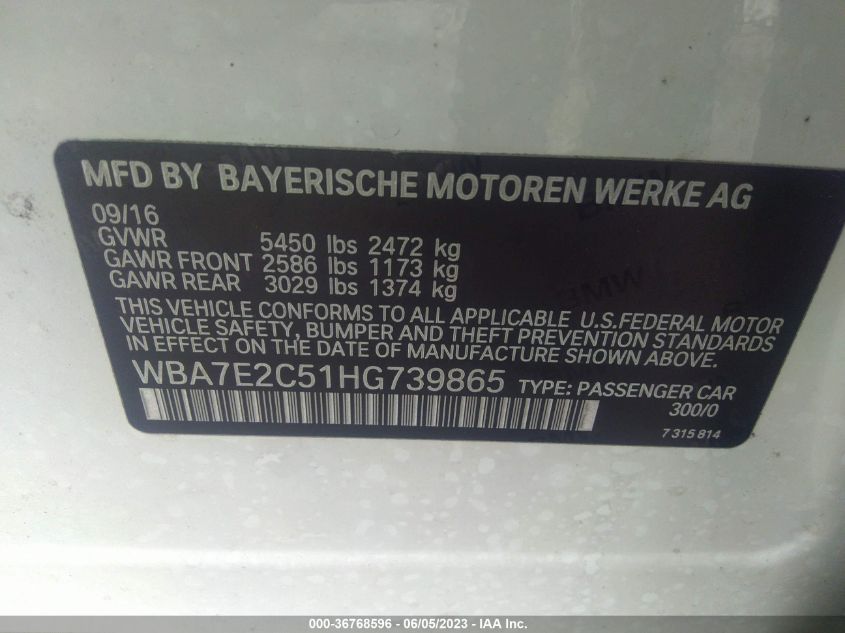 MFD BY BAYERISCHE MOTOREN WERKE AG
09/16
GVWR 5450 lbs 2472 kg
GAWR FRONT 2586 lbs 1173 kg
GAWR REAR 3029 lbs 1374 kg
THIS VEHICLE CONFORMS TO ALL APPLICABLE U.S.FEDERAL MOTOR
VEHICLE SAFETY, BUMPER AND THEFT PREVENTION STANDARDS
IN EFFECT ON THE DATE OF MANUFACTURE SHOWN ABOVE.
WBA7E2C51HG739865 TYPE: PASSENGER CAR
300/0
7315814
BMW
000-36768596 - 06/05/2023 - IAA Inc.